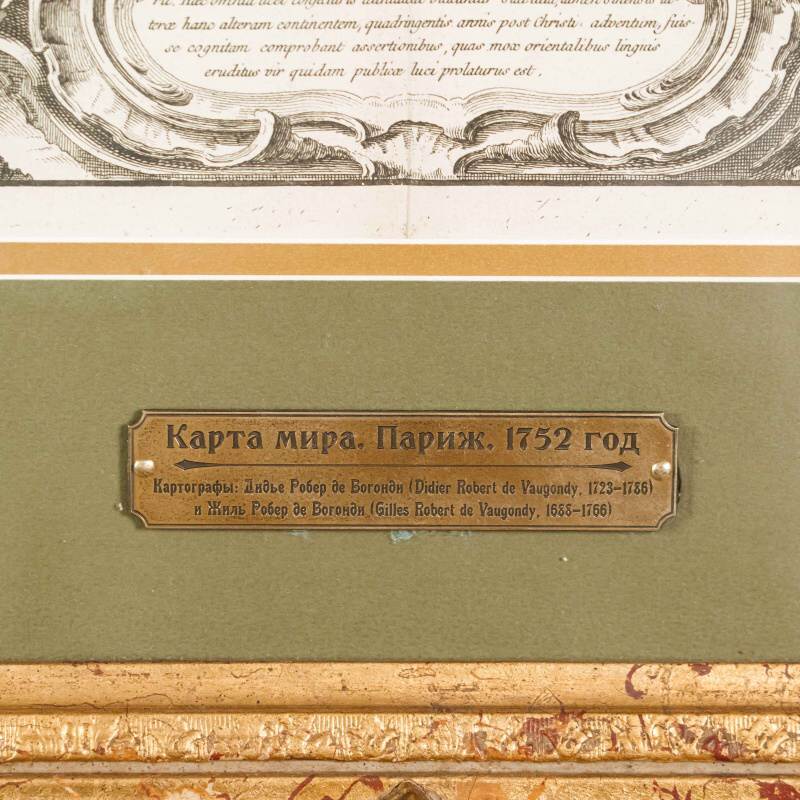 teræ hanc alteram continentem, quadringentis annis post Christi adventum, fuis-
se cognitam comprobant assertionibus, quas mox orientalibus linguis
eruditus vir quidam publicæ luci prolaturus est.
Карта мира. Париж. 1752 год
Картографы: Дидье Робер де Вогонди (Didier Robert de Vaugondy, 1723–1786)
и Жиль Робер де Вогонди (Gilles Robert de Vaugondy, 1688–1766)